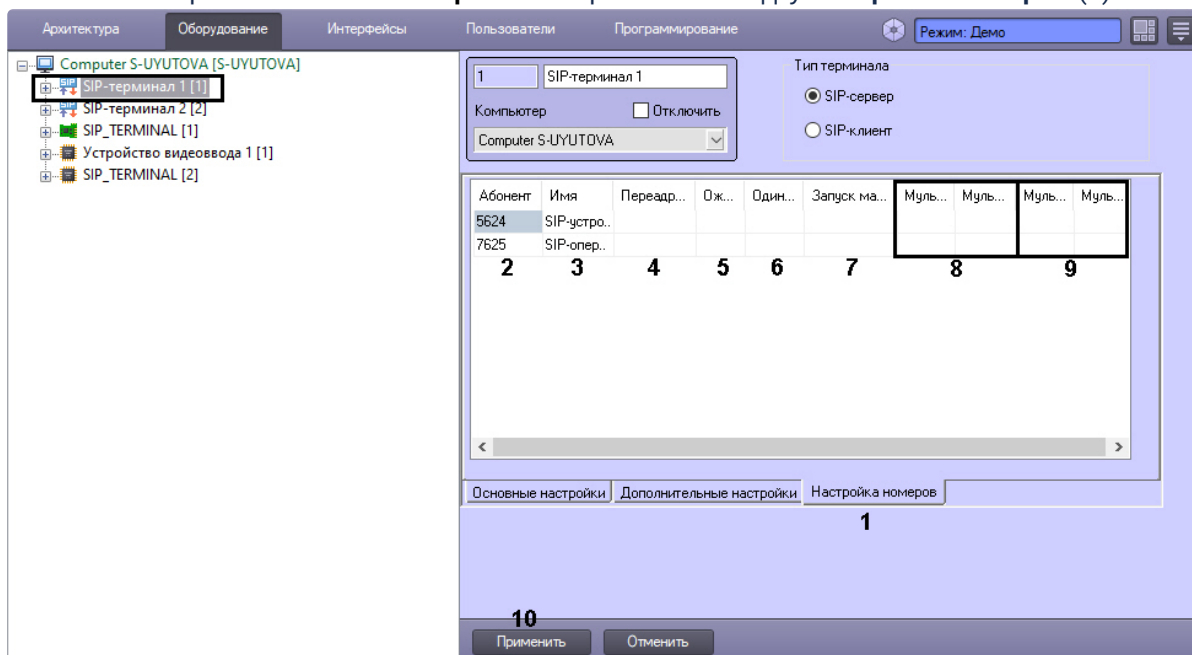 Архитектура Оборудование Интерфейсы Пользователи Программирование Режим: Демо
Computer S-UYUTOVA [S-UYUTOVA]
SIP-терминал 1 [1]
SIP-терминал 2 [2]
SIP_TERMINAL [1]
Устройство видеоввода 1 [1]
SIP_TERMINAL [2]
1 SIP-терминал 1
Компьютер Отключить
Computer S-UYUTOVA
Тип терминала
SIP-сервер
SIP-клиент
Абонент Имя Переадр... Ож... Один... Запуск ма... Муль... Муль... Муль... Муль...
5624 SIP-устро..
7625 SIP-опер..
2 3 4 5 6 7 8 9
Основные настройки Дополнительные настройки Настройка номеров
1
10
Применить Отменить